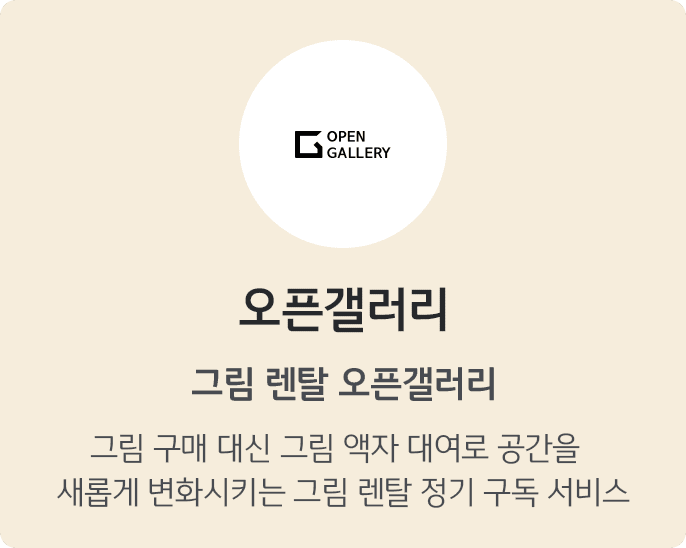 OPEN
GALLERY
오픈갤러리
그림 렌탈 오픈갤러리
그림 구매 대신 그림 액자 대여로 공간을
새롭게 변화시키는 그림 렌탈 정기 구독 서비스